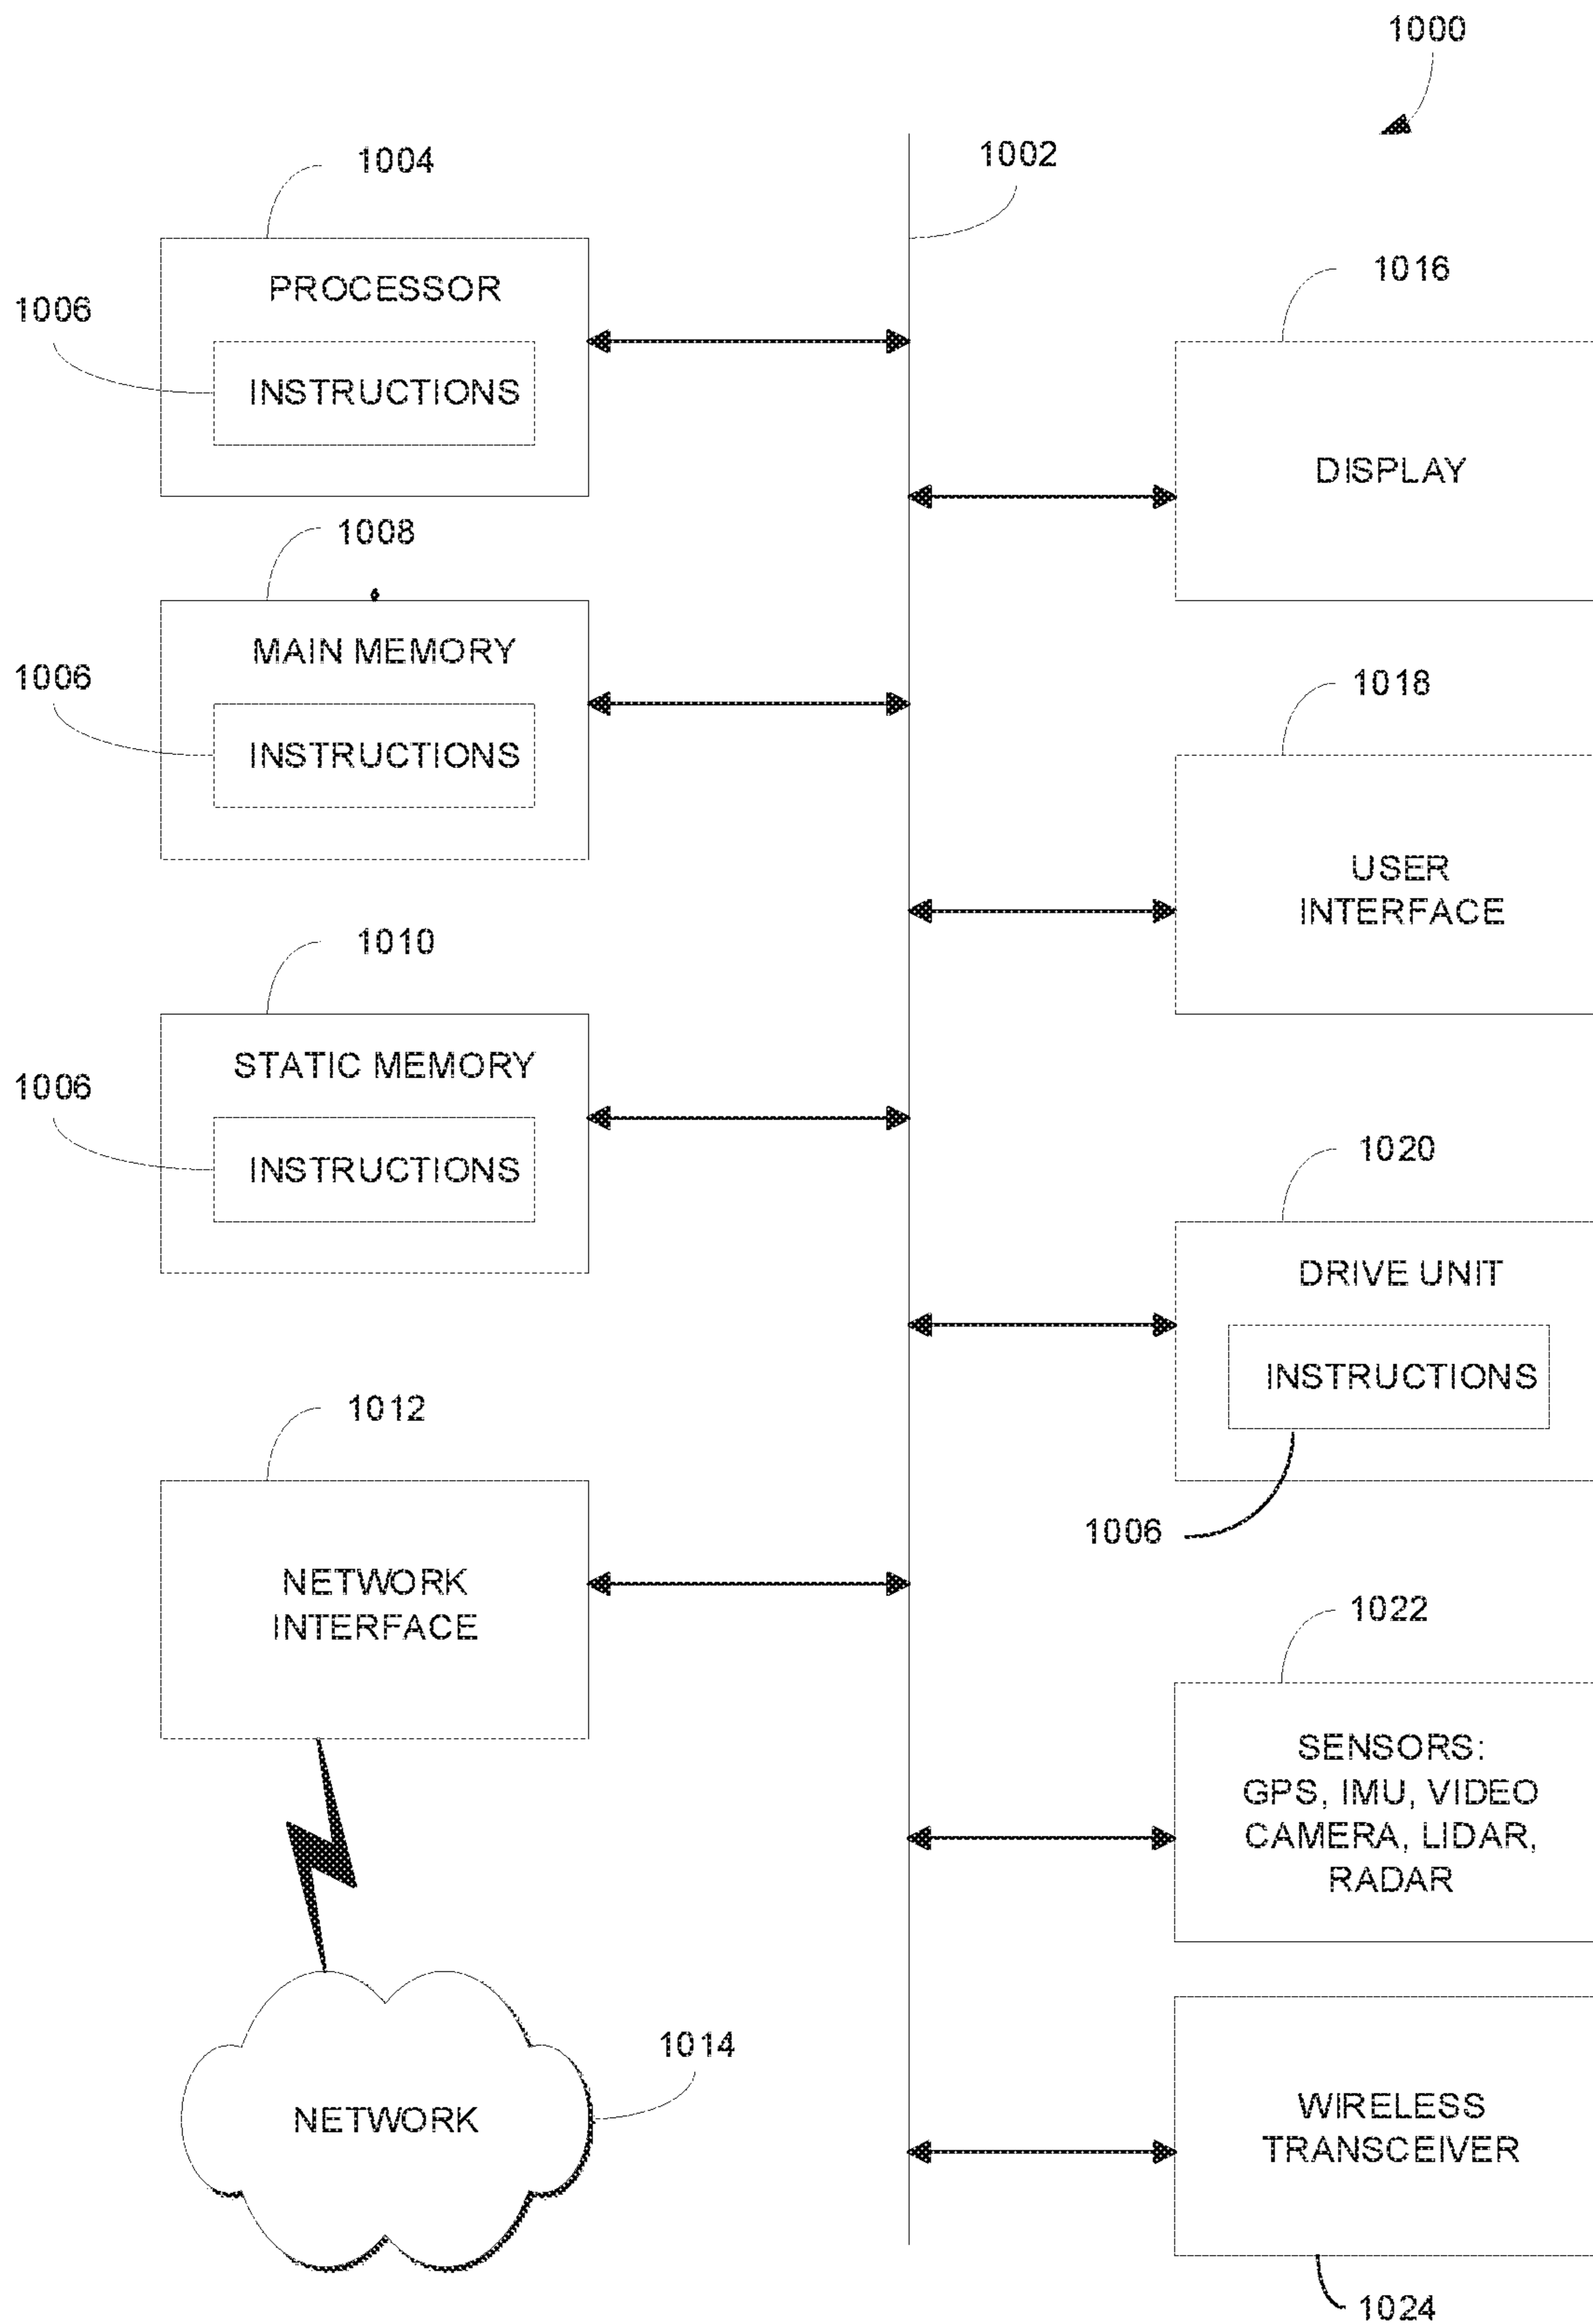 1000
1004
1002
PROCESSOR
1006
INSTRUCTIONS
1016
DISPLAY
1008
MAIN MEMORY
1006
INSTRUCTIONS
1018
USER
INTERFACE
1010
STATIC MEMORY
1006
INSTRUCTIONS
1020
DRIVE UNIT
INSTRUCTIONS
1006
1012
NETWORK
INTERFACE
1022
SENSORS:
GPS, IMU, VIDEO
CAMERA, LIDAR,
RADAR
1014
NETWORK
WIRELESS
TRANSCEIVER
1024